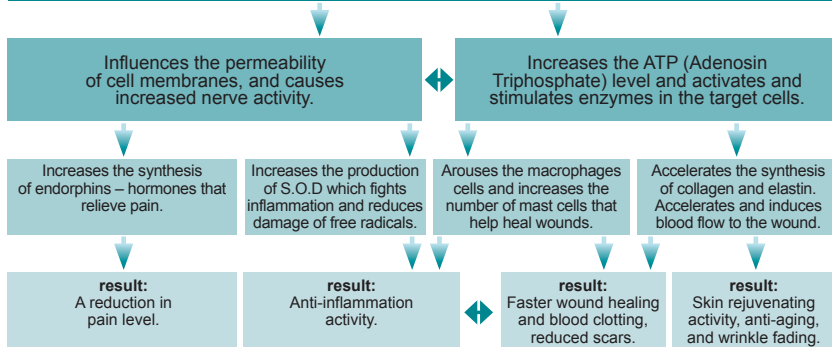 Influences the permeability
of cell membranes, and causes
increased nerve activity.
Increases the ATP (Adenosin
Triphosphate) level and activates and
stimulates enzymes in the target cells.
Increases the synthesis
of endorphins – hormones that
relieve pain.
Increases the production
of S.O.D which fights
inflammation and reduces
damage of free radicals.
Arouses the macrophages
cells and increases the
number of mast cells that
help heal wounds.
Accelerates the synthesis
of collagen and elastin.
Accelerates and induces
blood flow to the wound.
result:
A reduction in
pain level.
result:
Anti-inflammation
activity.
result:
Faster wound healing
and blood clotting,
reduced scars.
result:
Skin rejuvenating
activity, anti-aging,
and wrinkle fading.